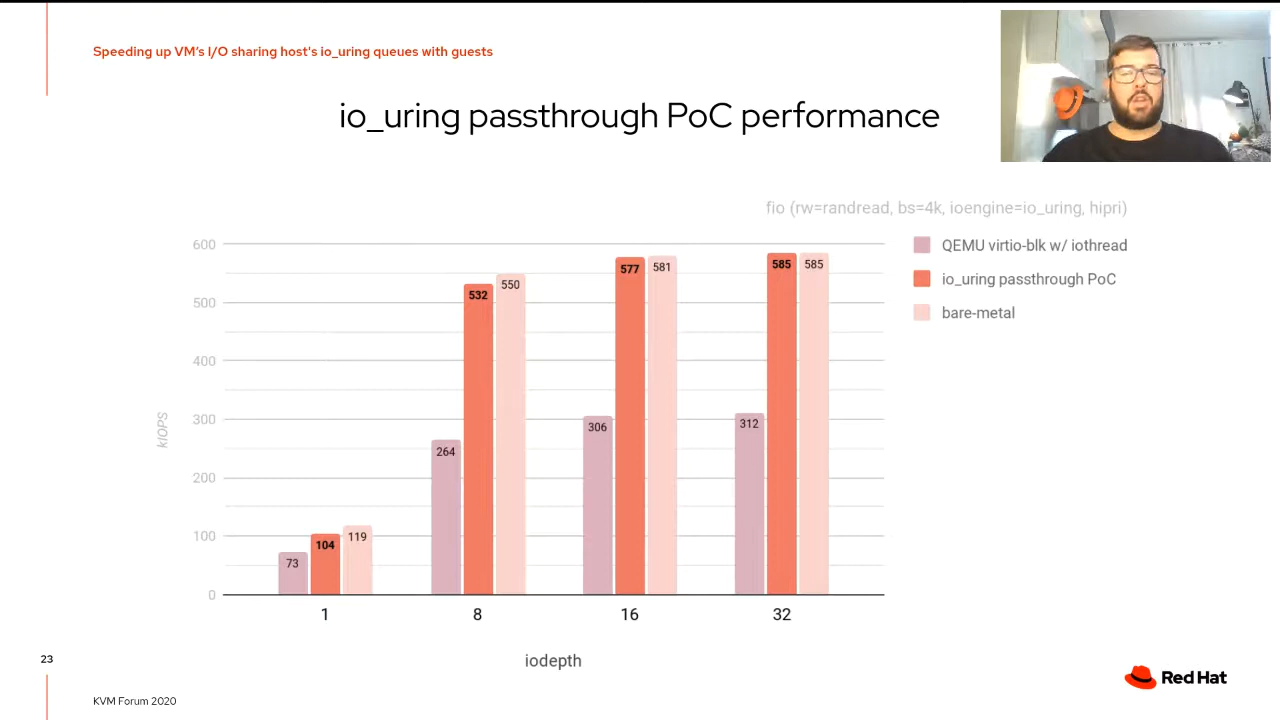 Speeding up VM's I/O sharing host's io_uring queues with guests
io_uring passthrough PoC performance
fio (rw=randread, bs=4k, ioengine=io_uring, hipri)
QEMU virtio-blk w/ iothread
io_uring passthrough PoC
bare-metal
kIOPS
600
500
400
300
200
100
0
73
104
119
264
532
550
306
577
581
312
585
585
1
8
16
32
iodepth
23
KVM Forum 2020
Red Hat